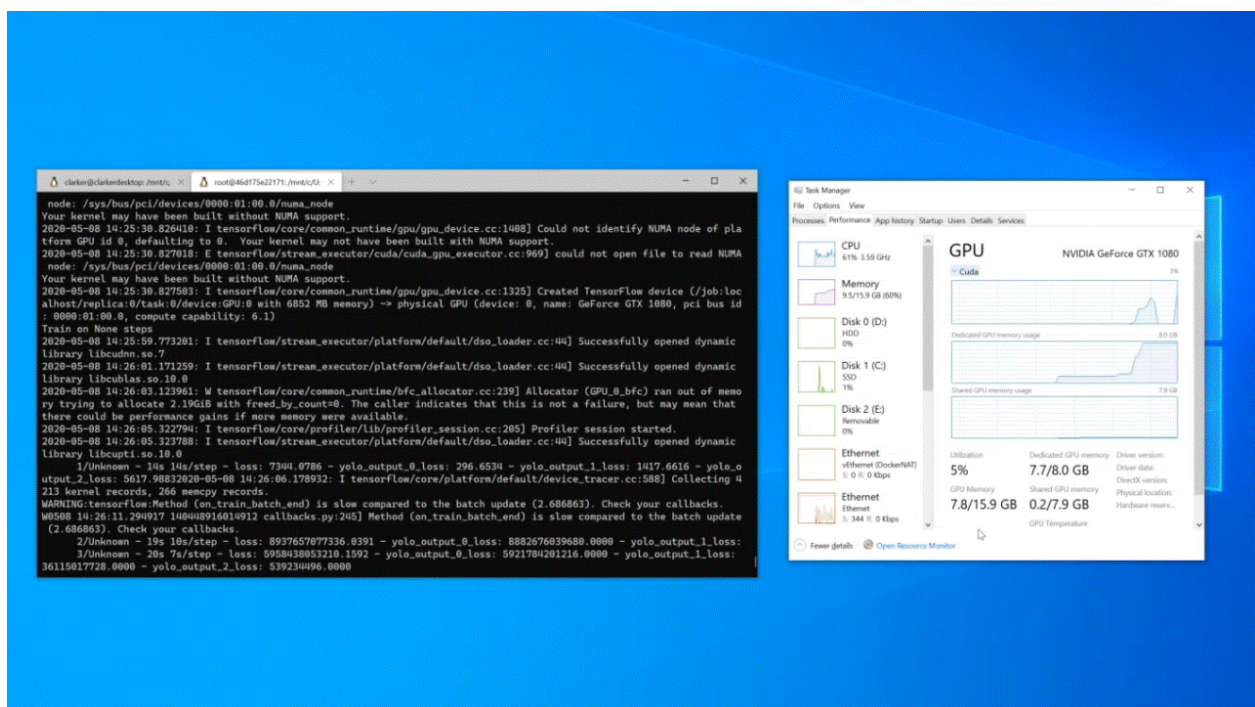 clarker@clarkerdesktop: /mnt/c,
root@46d175e22171: /mnt/c/U:
node: /sys/bus/pci/devices/0000:01:00.0/numa_node
Your kernel may have been built without NUMA support.
2020-05-08 14:25:30.826410: I tensorflow/core/common_runtime/gpu/gpu_device.cc:1408] Could not identify NUMA node of pla
tform GPU id 0, defaulting to 0.  Your kernel may not have been built with NUMA support.
2020-05-08 14:25:30.827018: E tensorflow/stream_executor/cuda/cuda_gpu_executor.cc:969] could not open file to read NUMA
node: /sys/bus/pci/devices/0000:01:00.0/numa_node
Your kernel may have been built without NUMA support.
2020-05-08 14:25:30.827503: I tensorflow/core/common_runtime/gpu/gpu_device.cc:1325] Created TensorFlow device (/job:loc
alhost/replica:0/task:0/device:GPU:0 with 6852 MB memory) -> physical GPU (device: 0, name: GeForce GTX 1080, pci bus id
: 0000:01:00.0, compute capability: 6.1)
Train on None steps
2020-05-08 14:25:59.773201: I tensorflow/stream_executor/platform/default/dso_loader.cc:44] Successfully opened dynamic
library libcudnn.so.7
2020-05-08 14:26:01.171259: I tensorflow/stream_executor/platform/default/dso_loader.cc:44] Successfully opened dynamic
library libcublas.so.10.0
2020-05-08 14:26:03.123961: W tensorflow/core/common_runtime/bfc_allocator.cc:239] Allocator (GPU_0_bfc) ran out of memo
ry trying to allocate 2.19GiB with freed_by_count=0. The caller indicates that this is not a failure, but may mean that
there could be performance gains if more memory were available.
2020-05-08 14:26:05.322794: I tensorflow/core/profiler/lib/profiler_session.cc:205] Profiler session started.
2020-05-08 14:26:05.323788: I tensorflow/stream_executor/platform/default/dso_loader.cc:44] Successfully opened dynamic
library libcupti.so.10.0
1/Unknown - 14s 14s/step - loss: 7344.0786 - yolo_output_0_loss: 296.6534 - yolo_output_1_loss: 1417.6616 - yolo_o
utput_2_loss: 5617.98832020-05-08 14:26:06.178932: I tensorflow/core/platform/default/device_tracer.cc:588] Collecting 4
213 kernel records, 266 memcpy records.
WARNING:tensorflow:Method (on_train_batch_end) is slow compared to the batch update (2.686863). Check your callbacks.
W0508 14:26:11.294917 140448916014912 callbacks.py:245] Method (on_train_batch_end) is slow compared to the batch update
(2.686863). Check your callbacks.
2/Unknown - 19s 10s/step - loss: 8937657077336.0391 - yolo_output_0_loss: 8882676039680.0000 - yolo_output_1_loss:
3/Unknown - 20s 7s/step - loss: 5958438053210.1592 - yolo_output_0_loss: 5921784201216.0000 - yolo_output_1_loss:
36115017728.0000 - yolo_output_2_loss: 539234496.0000
Task Manager
File Options View
Processes Performance App history Startup Users Details Services
CPU
61% 3.59 GHz
Memory
9.5/15.9 GB (60%)
Disk 0 (D:)
HDD
0%
Disk 1 (C:)
SSD
1%
Disk 2 (E:)
Removable
0%
Ethernet
vEthernet (DockerNAT)
S: 0 R: 0 Kbps
Ethernet
Ethernet
S: 344 R: 0 Kbps
GPU NVIDIA GeForce GTX 1080
Cuda
Dedicated GPU memory usage 8.0 GB
Shared GPU memory usage 7.9 GB
Utilization
5%
Dedicated GPU memory
7.7/8.0 GB
Driver version:
Driver date:
DirectX version:
Physical location:
Hardware reserv...
GPU Memory
7.8/15.9 GB
Shared GPU memory
0.2/7.9 GB
GPU Temperature
Fewer details Open Resource Monitor